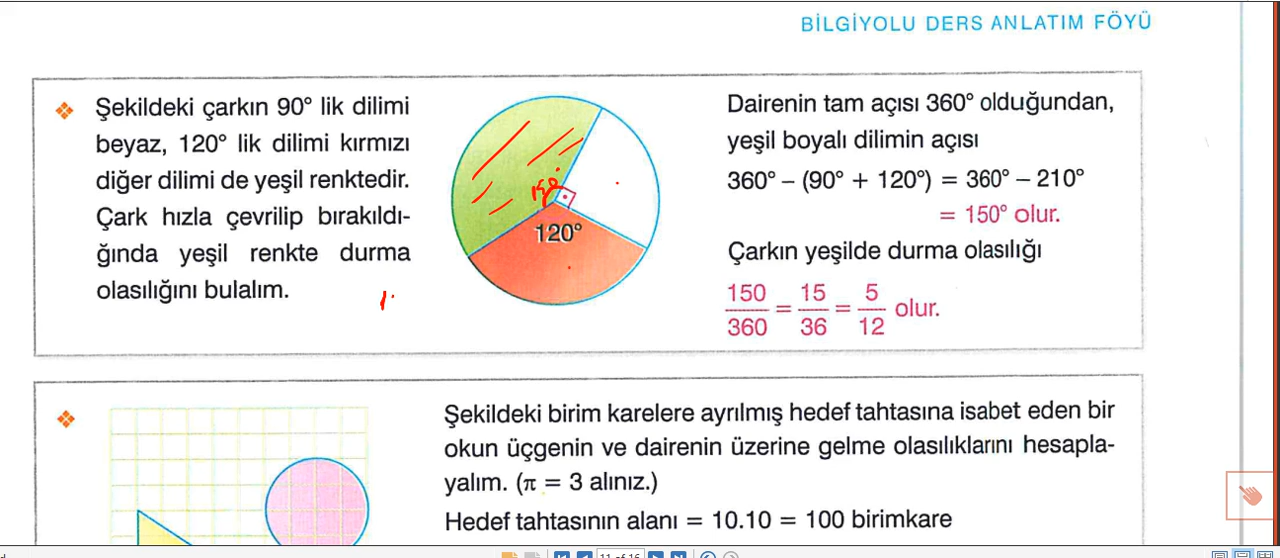 BİLGİYOLU DERS ANLATIM FÖYÜ
Şekildeki çarkın 90° lik dilimi
beyaz, 120° lik dilimi kırmızı
diğer dilimi de yeşil renktedir.
Çark hızla çevrilip bırakıldı-
ğında yeşil renkte durma
olasılığını bulalım.
150°
120°
Dairenin tam açısı 360° olduğundan,
yeşil boyalı dilimin açısı
360° – (90° + 120°) = 360° – 210°
= 150° olur.
Çarkın yeşilde durma olasılığı
150/360 = 15/36 = 5/12 olur.
Şekildeki birim karelere ayrılmış hedef tahtasına isabet eden bir
okun üçgenin ve dairenin üzerine gelme olasılıklarını hesapla-
yalım. (π = 3 alınız.)
Hedef tahtasının alanı = 10.10 = 100 birimkare
11 of 16